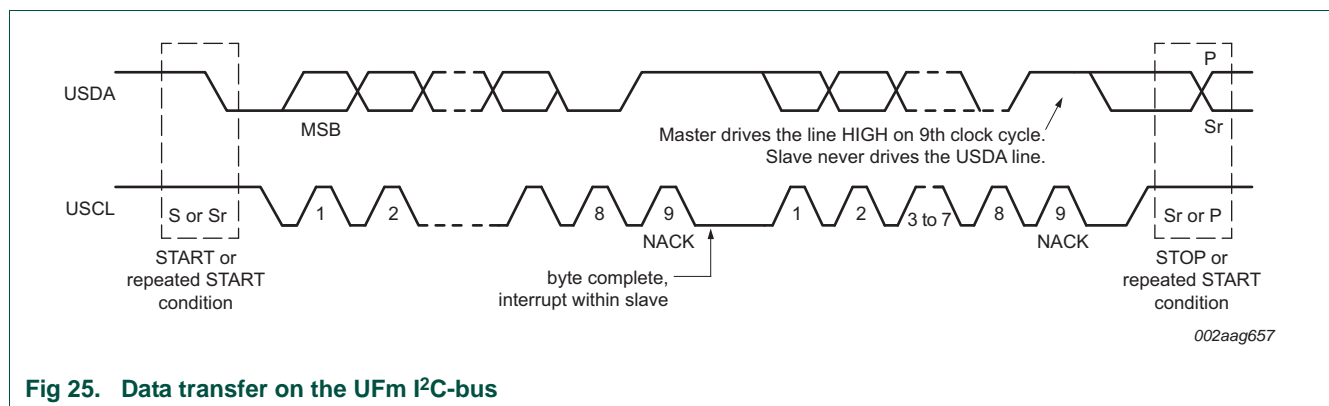 P
USDA
MSB
Master drives the line HIGH on 9th clock cycle.
Slave never drives the USDA line.
Sr
USCL
S or Sr
1
2
8
9
1
2
3 to 7
8
9
Sr or P
NACK
NACK
START or
repeated START
condition
byte complete,
interrupt within slave
STOP or
repeated START
condition
002aag657
Fig 25. Data transfer on the UFm I²C-bus